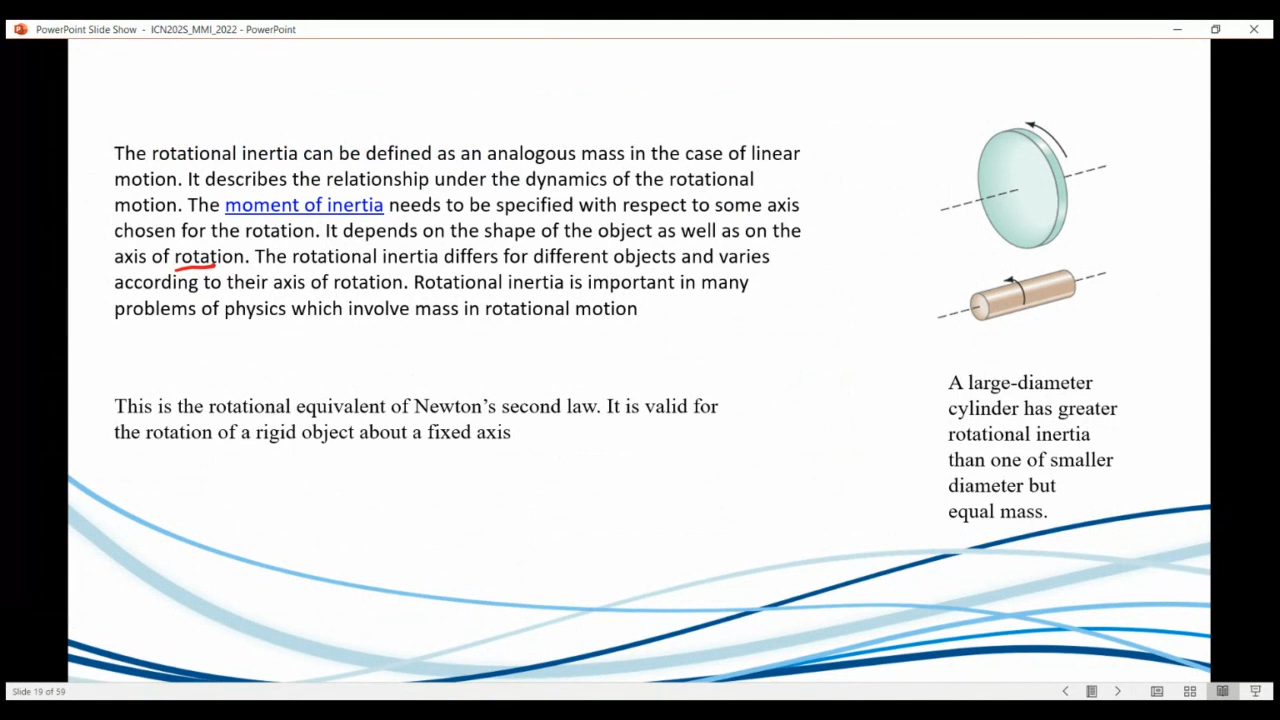 PowerPoint Slide Show - ICN202S_MMI_2022 - PowerPoint
The rotational inertia can be defined as an analogous mass in the case of linear
motion. It describes the relationship under the dynamics of the rotational
motion. The moment of inertia needs to be specified with respect to some axis
chosen for the rotation. It depends on the shape of the object as well as on the
axis of rotation. The rotational inertia differs for different objects and varies
according to their axis of rotation. Rotational inertia is important in many
problems of physics which involve mass in rotational motion
This is the rotational equivalent of Newton’s second law. It is valid for
the rotation of a rigid object about a fixed axis
A large-diameter
cylinder has greater
rotational inertia
than one of smaller
diameter but
equal mass.
Slide 19 of 59